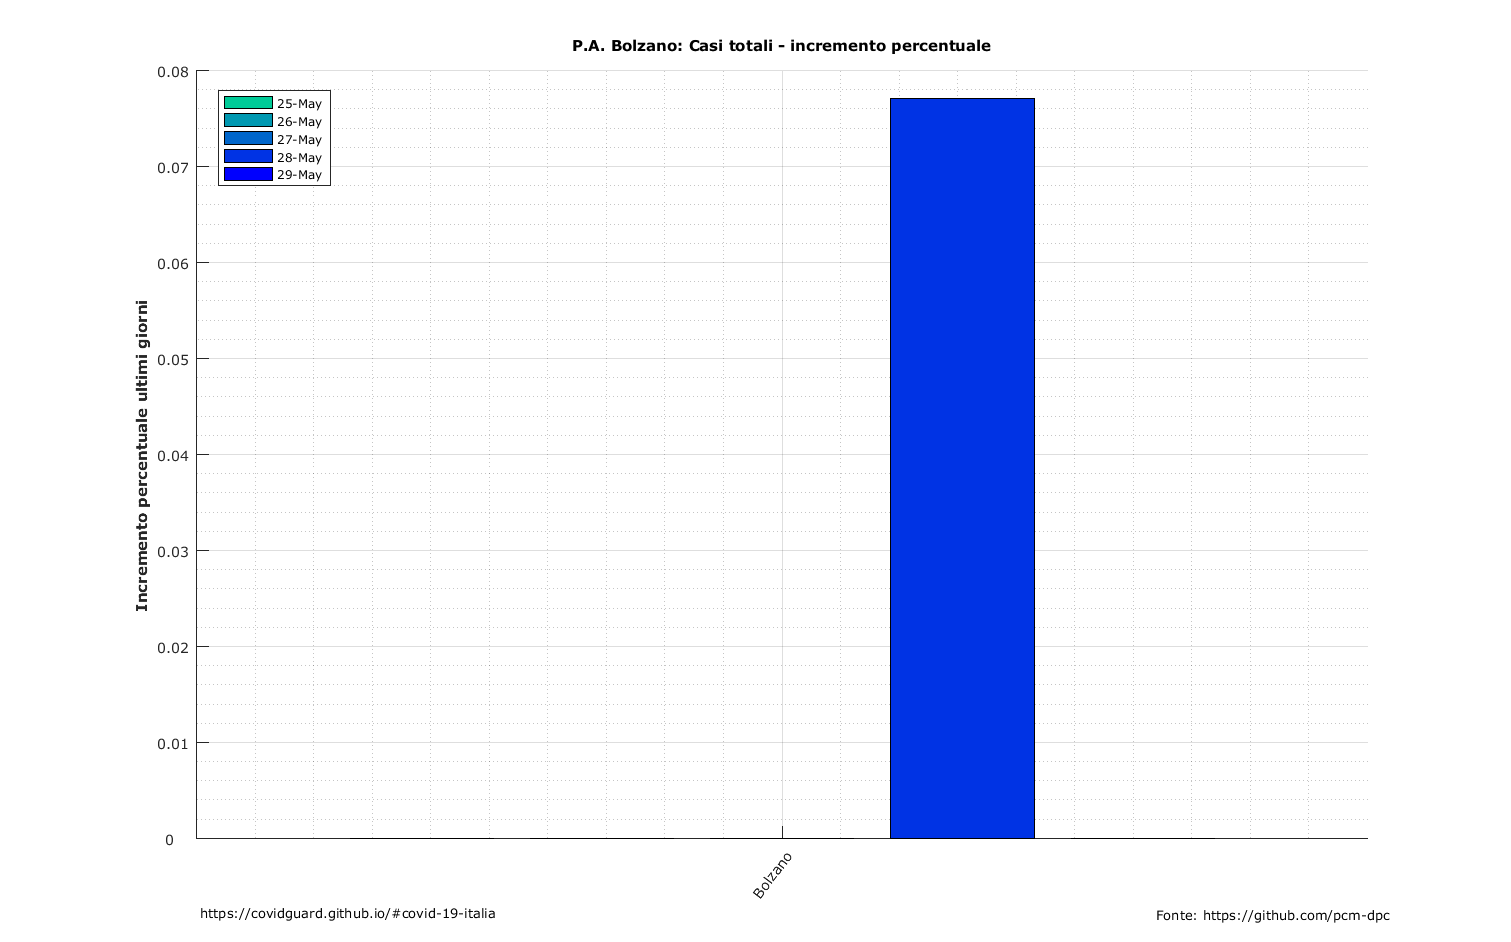 P.A. Bolzano: Casi totali - incremento percentuale
0.08
25-May
26-May
27-May
28-May
29-May
0.07
0.06
0.05
0.04
0.03
0.02
0.01
0
Incremento percentuale ultimi giorni
Bolzano
https://covidguard.github.io/#covid-19-italia
Fonte: https://github.com/pcm-dpc